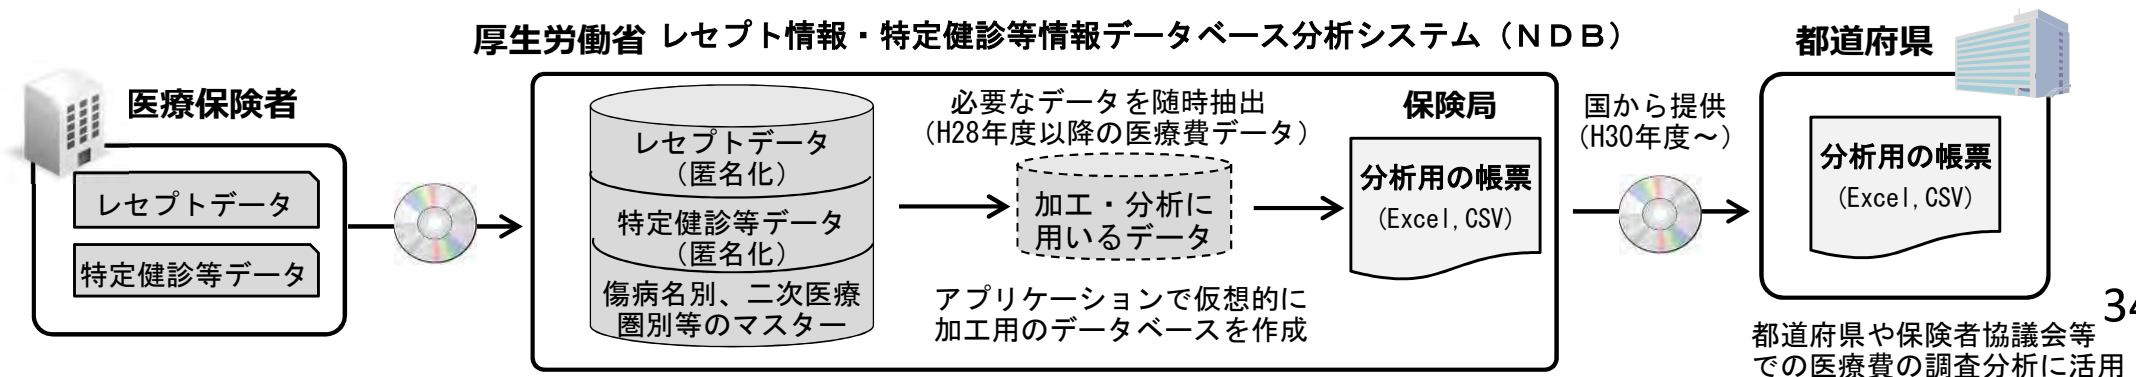 厚生労働省 レセプト情報・特定健診等情報データベース分析システム（ＮＤＢ）
医療保険者
レセプトデータ
特定健診等データ
レセプトデータ
（匿名化）
特定健診等データ
（匿名化）
傷病名別、二次医療
圏別等のマスター
必要なデータを随時抽出
（H28年度以降の医療費データ）
加工・分析に
用いるデータ
アプリケーションで仮想的に
加工用のデータベースを作成
保険局
分析用の帳票
(Excel,CSV)
国から提供
（H30年度～）
都道府県
分析用の帳票
(Excel,CSV)
都道府県や保険者協議会等
での医療費の調査分析に活用
34